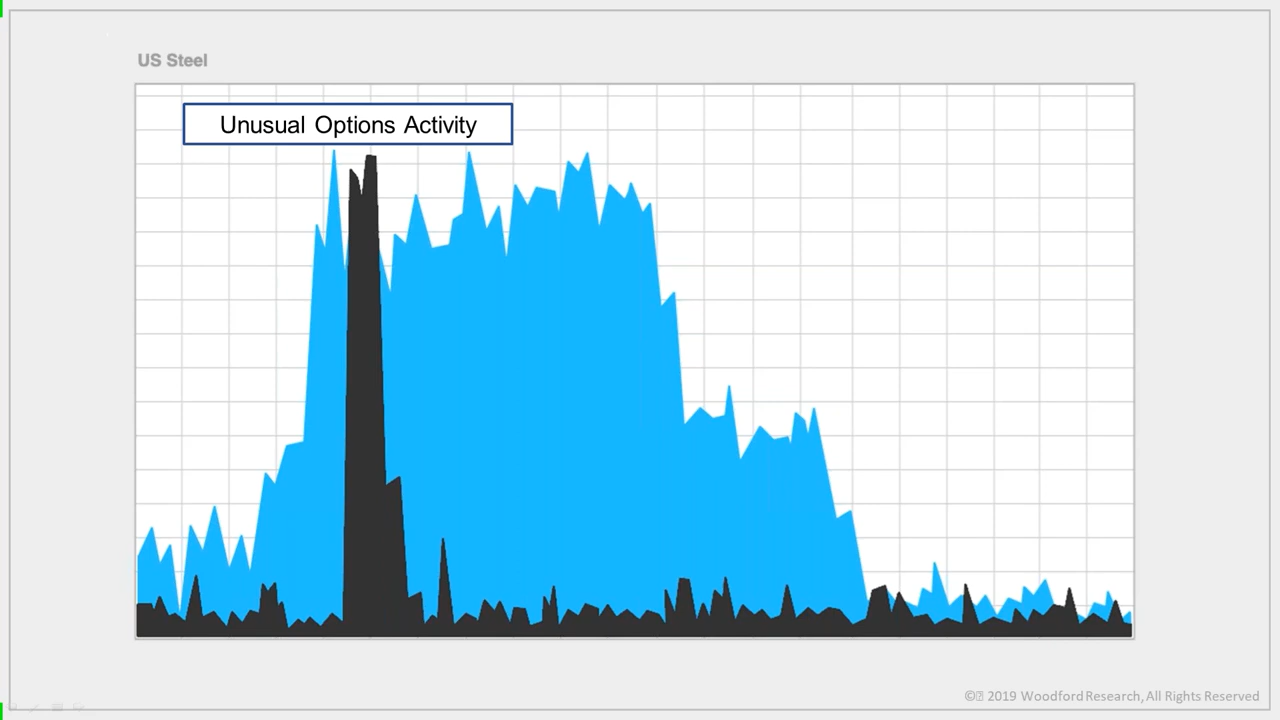 US Steel
Unusual Options Activity
© 2019 Woodford Research, All Rights Reserved